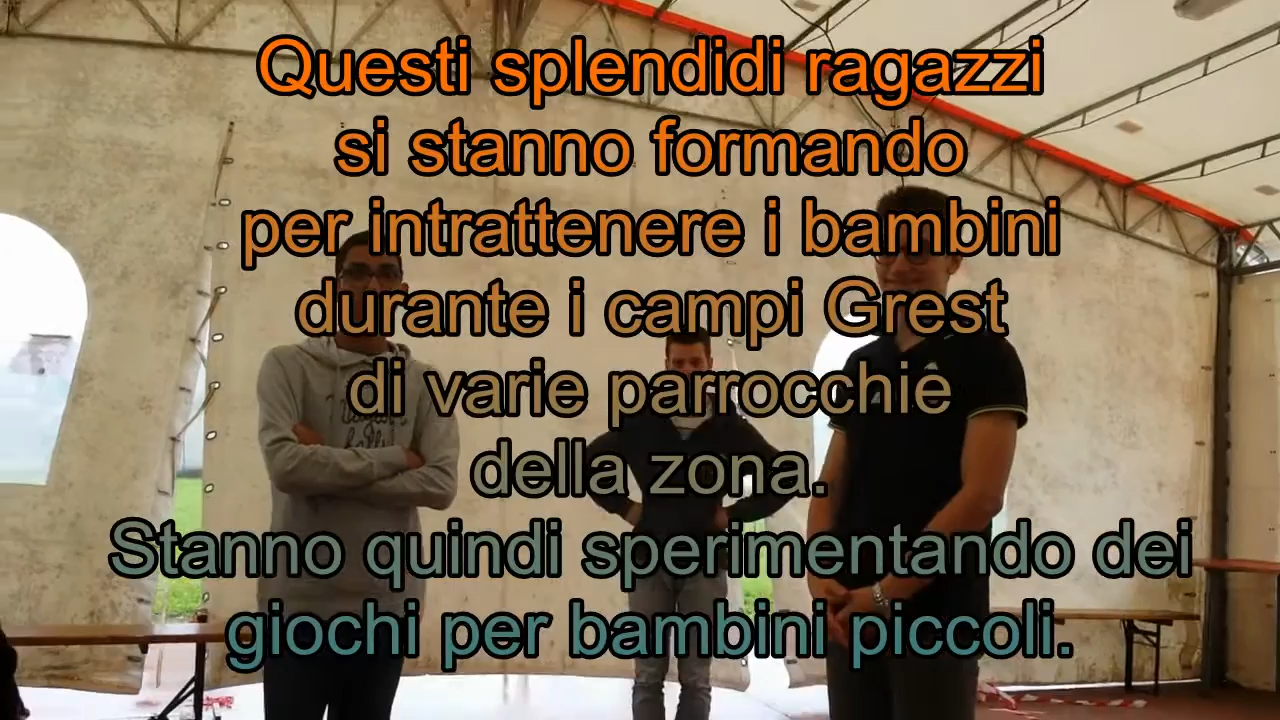 Questi splendidi ragazzi
si stanno formando
per intrattenere i bambini
durante i campi Grest
di varie parrocchie
della zona.
Stanno quindi sperimentando dei
giochi per bambini piccoli.